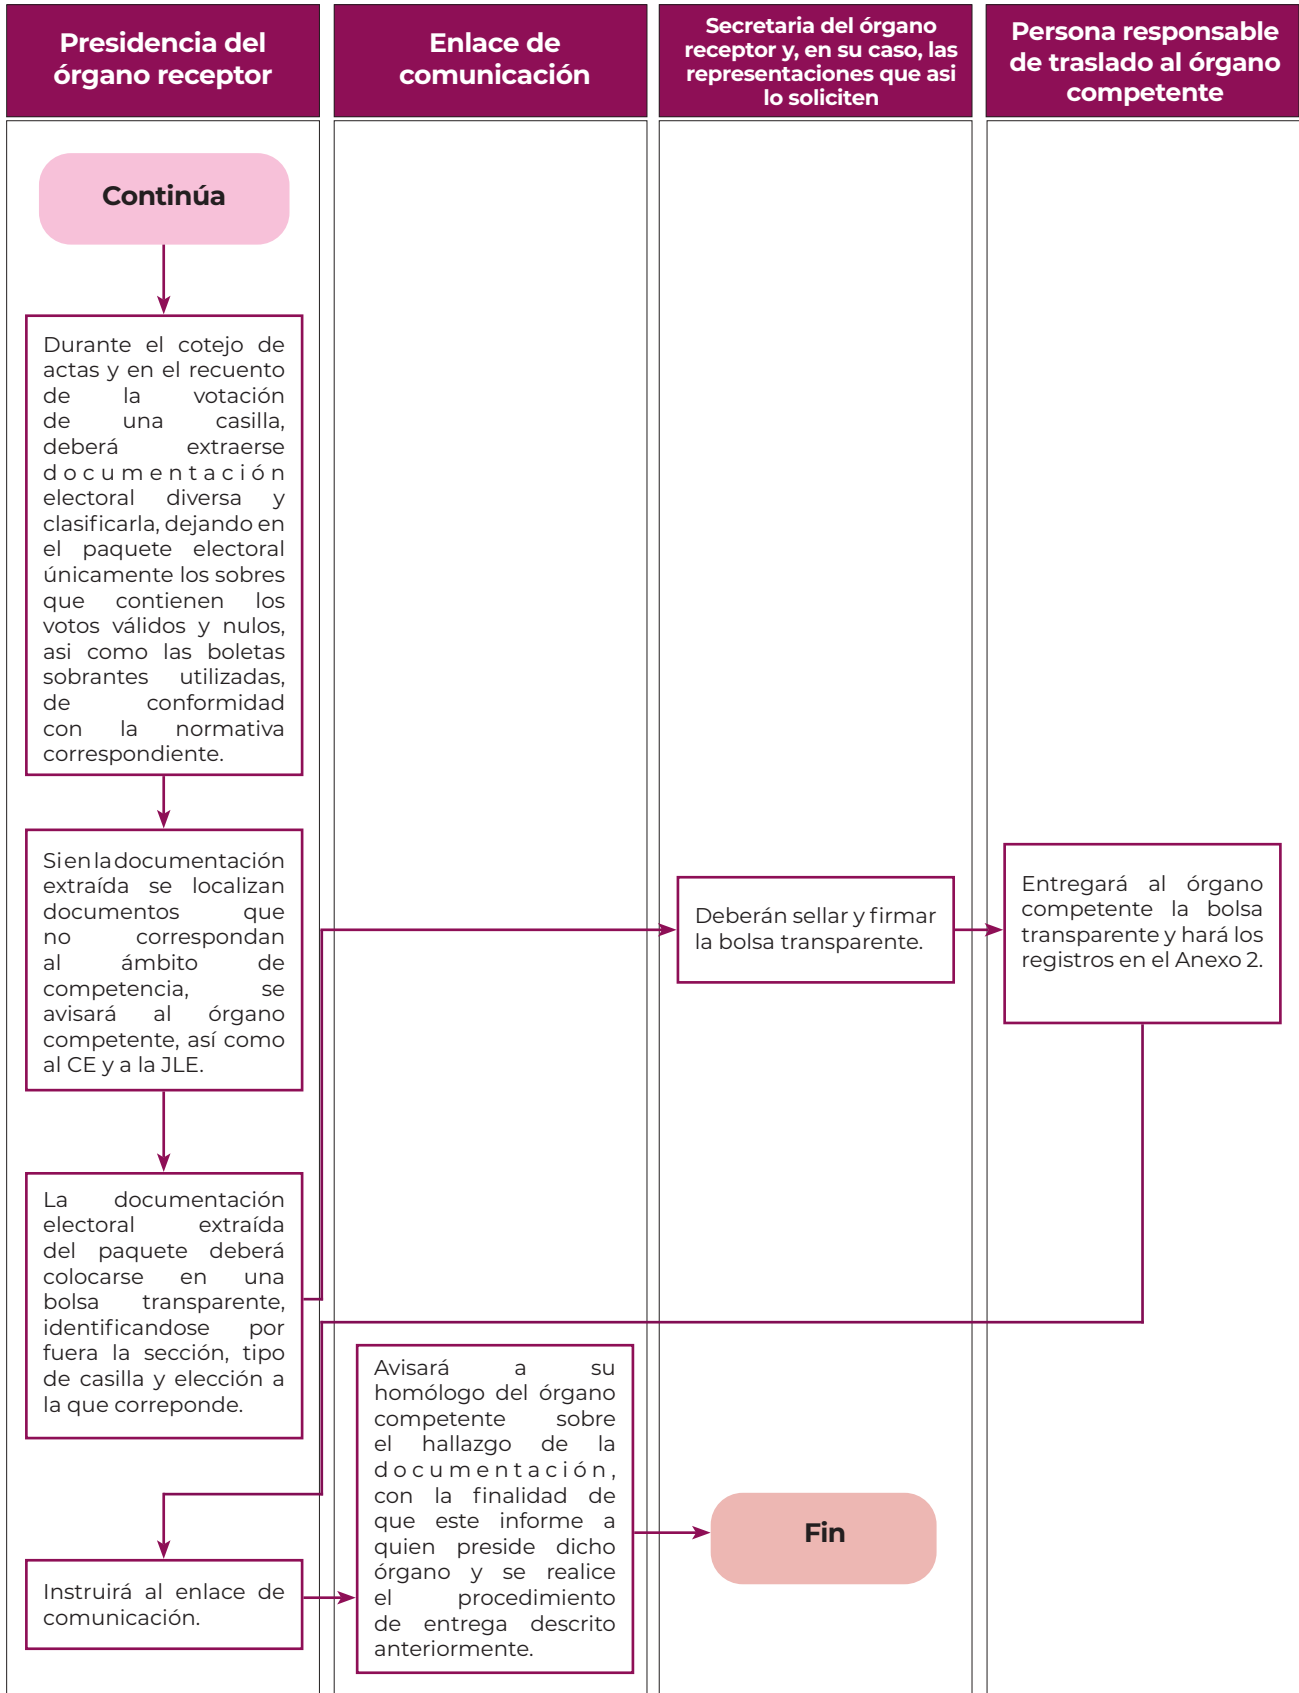 Presidencia del
órgano receptor
Enlace de
comunicación
Secretaria del órgano
receptor y, en su caso, las
representaciones que asi
lo soliciten
Persona responsable
de traslado al órgano
competente
Continúa
Durante el cotejo de
actas y en el recuento
de la votación
de una casilla,
deberá extraerse
documentación
electoral diversa y
clasificarla, dejando en
el paquete electoral
únicamente los sobres
que contienen los
votos válidos y nulos,
asi como las boletas
sobrantes utilizadas,
de conformidad
con la normativa
correspondiente.
Si en la documentación
extraída se localizan
documentos que
no correspondan
al ámbito de
competencia, se
avisará al órgano
competente, así como
al CE y a la JLE.
La documentación
electoral extraída
del paquete deberá
colocarse en una
bolsa transparente,
identificandose por
fuera la sección, tipo
de casilla y elección a
la que correponde.
Deberán sellar y firmar
la bolsa transparente.
Entregará al órgano
competente la bolsa
transparente y hará los
registros en el Anexo 2.
Instruirá al enlace de
comunicación.
Avisará a su
homólogo del órgano
competente sobre
el hallazgo de la
documentación,
con la finalidad de
que este informe a
quien preside dicho
órgano y se realice
el procedimiento
de entrega descrito
anteriormente.
Fin